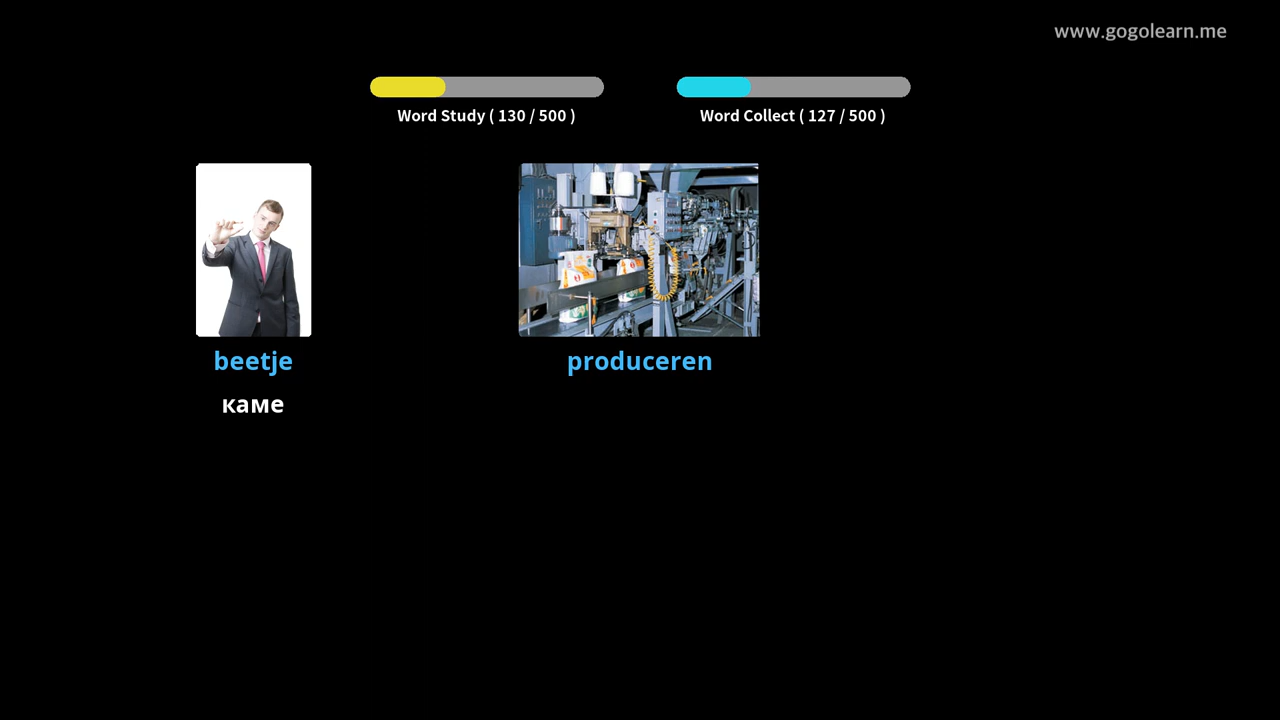 www.gogolearn.me
Word Study ( 130 / 500 )
Word Collect ( 127 / 500 )
beetje
produceren
каме